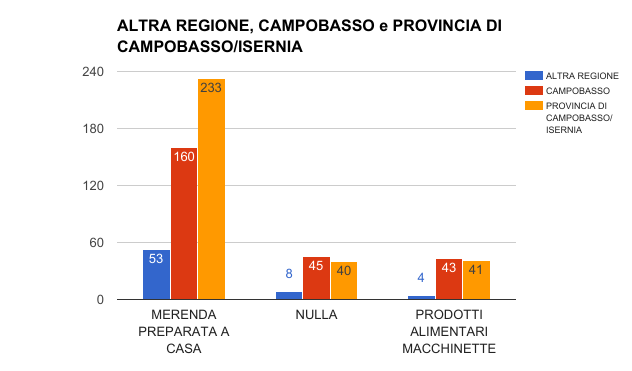 ALTRA REGIONE, CAMPOBASSO e PROVINCIA DI
CAMPOBASSO/ISERNIA
240
180
120
60
0
53
160
233
8
45
40
4
43
41
MERENDA
PREPARATA A
CASA
NULLA
PRODOTTI
ALIMENTARI
MACCHINETTE
ALTRA REGIONE
CAMPOBASSO
PROVINCIA DI
CAMPOBASSO/
ISERNIA